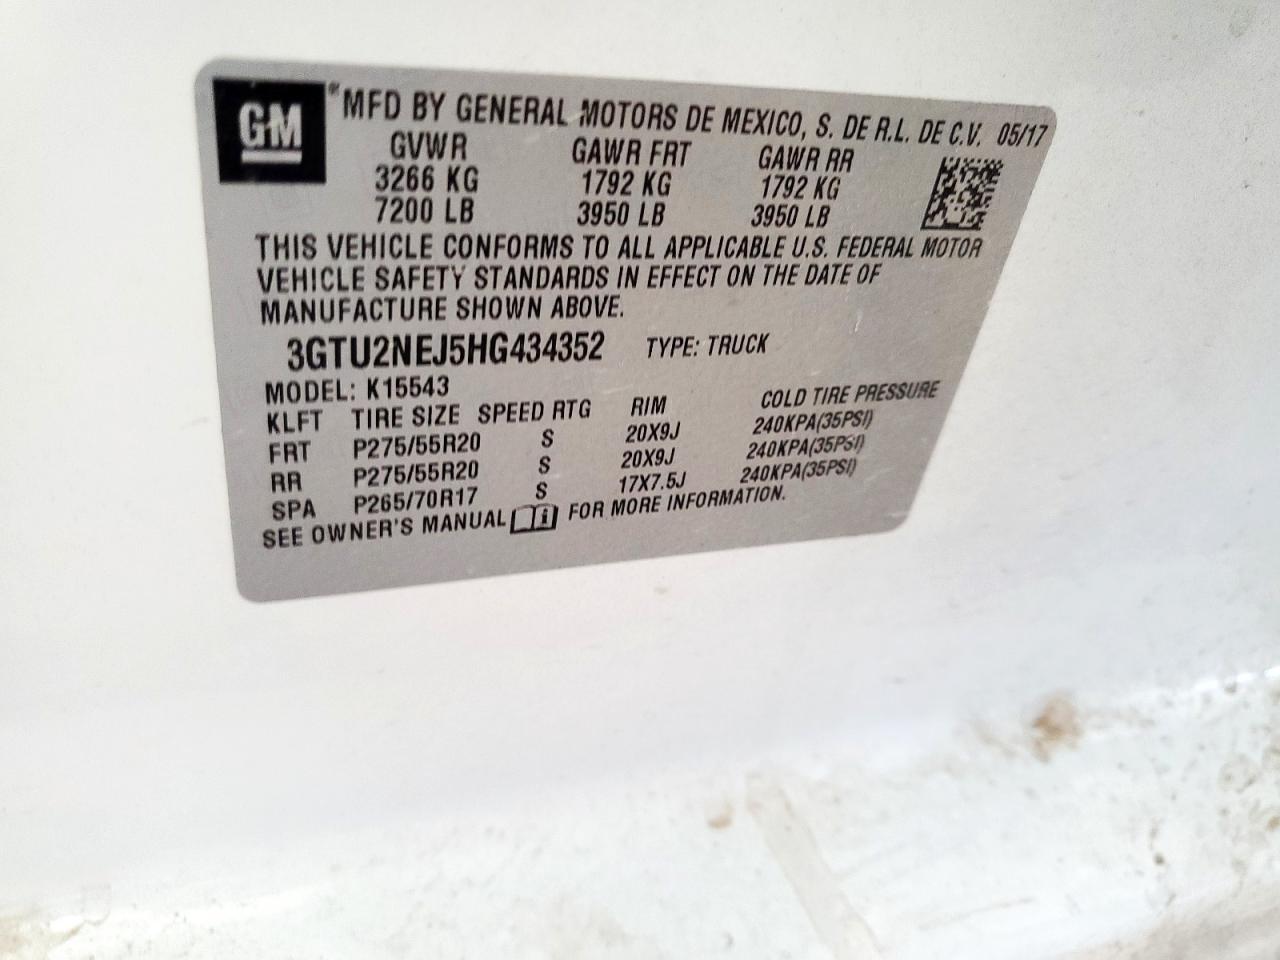 GM
® MFD BY GENERAL MOTORS DE MEXICO, S. DE R.L. DE C.V. 05/17
GVWR GAWR FRT GAWR RR
3266 KG 1792 KG 1792 KG
7200 LB 3950 LB 3950 LB
THIS VEHICLE CONFORMS TO ALL APPLICABLE U.S. FEDERAL MOTOR
VEHICLE SAFETY STANDARDS IN EFFECT ON THE DATE OF
MANUFACTURE SHOWN ABOVE.
3GTU2NEJ5HG434352 TYPE: TRUCK
MODEL: K15543
KLFT TIRE SIZE SPEED RTG RIM COLD TIRE PRESSURE
FRT P275/55R20 S 20X9J 240KPA(35PSI)
RR P275/55R20 S 20X9J 240KPA(35PSI)
SPA P265/70R17 S 17X7.5J 240KPA(35PSI)
SEE OWNER'S MANUAL i FOR MORE INFORMATION.